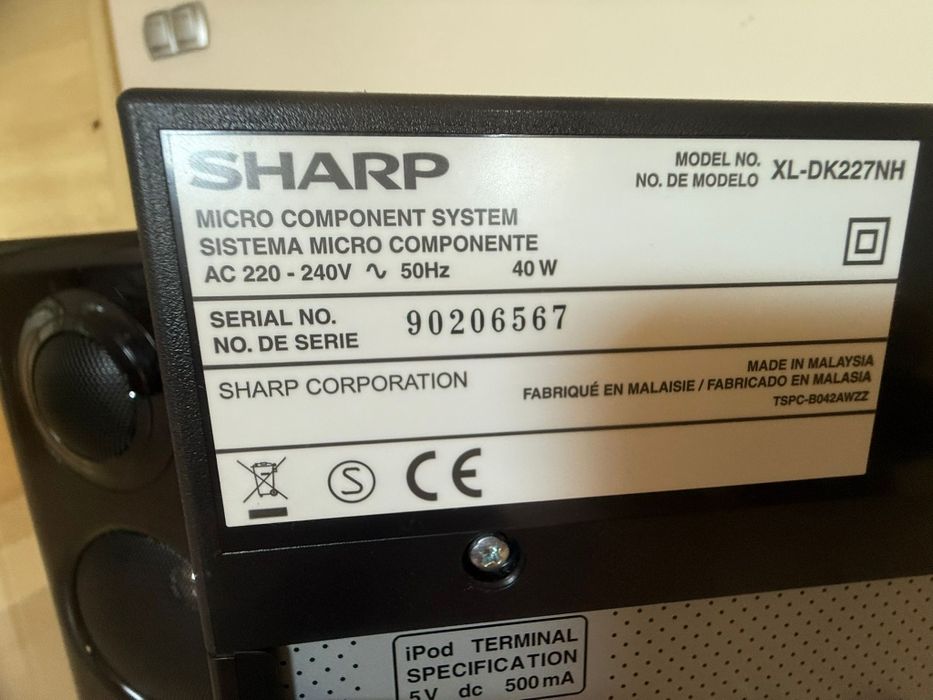 SHARP
MODEL NO.
NO. DE MODELO
XL-DK227NH
MICRO COMPONENT SYSTEM
SISTEMA MICRO COMPONENTE
AC 220 - 240V ∿ 50Hz 40 W
SERIAL NO.
NO. DE SERIE
90206567
SHARP CORPORATION
MADE IN MALAYSIA
FABRIQUÉ EN MALAISIE / FABRICADO EN MALASIA
TSPC-B042AWZZ
S
CE
iPod TERMINAL
SPECIFICATION
5V dc 500mA